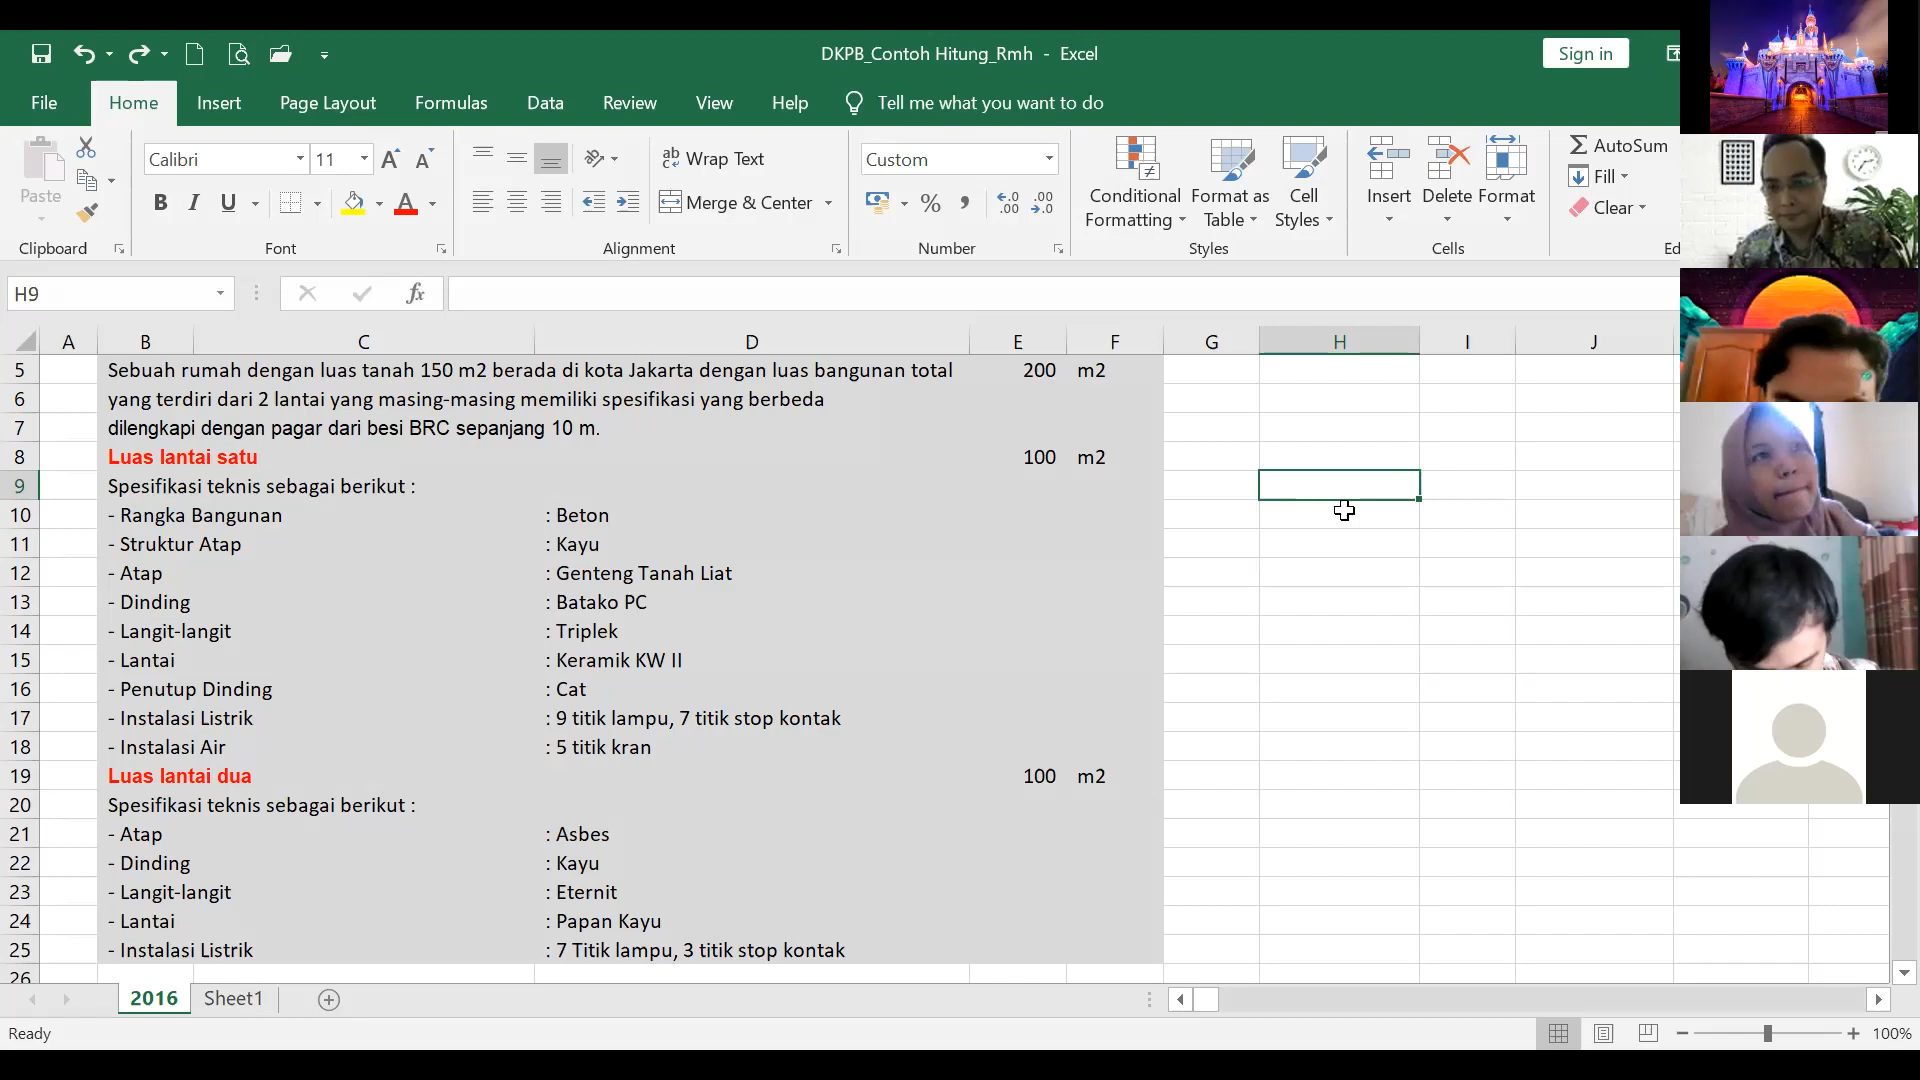 DKPB_Contoh Hitung_Rmh - Excel
Sign in
File Home Insert Page Layout Formulas Data Review View Help Tell me what you want to do
Paste
Clipboard
Calibri 11
B I U
Font
Wrap Text
Merge & Center
Alignment
Custom
Number
Conditional Formatting
Format as Table
Cell Styles
Styles
Insert Delete Format
Cells
AutoSum
Fill
Clear
Ed
H9
fx
A B C D E F G H I J
5 Sebuah rumah dengan luas tanah 150 m2 berada di kota Jakarta dengan luas bangunan total 200 m2
6 yang terdiri dari 2 lantai yang masing-masing memiliki spesifikasi yang berbeda
7 dilengkapi dengan pagar dari besi BRC sepanjang 10 m.
8 Luas lantai satu 100 m2
9 Spesifikasi teknis sebagai berikut :
10 - Rangka Bangunan : Beton
11 - Struktur Atap : Kayu
12 - Atap : Genteng Tanah Liat
13 - Dinding : Batako PC
14 - Langit-langit : Triplek
15 - Lantai : Keramik KW II
16 - Penutup Dinding : Cat
17 - Instalasi Listrik : 9 titik lampu, 7 titik stop kontak
18 - Instalasi Air : 5 titik kran
19 Luas lantai dua 100 m2
20 Spesifikasi teknis sebagai berikut :
21 - Atap : Asbes
22 - Dinding : Kayu
23 - Langit-langit : Eternit
24 - Lantai : Papan Kayu
25 - Instalasi Listrik : 7 Titik lampu, 3 titik stop kontak
26
2016 Sheet1
Ready
100%